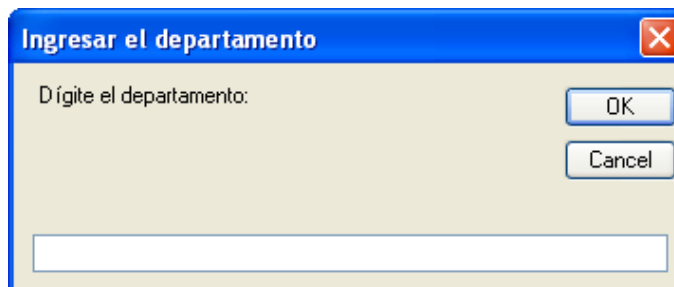 Ingresar el departamento
Dígite el departamento:
OK
Cancel